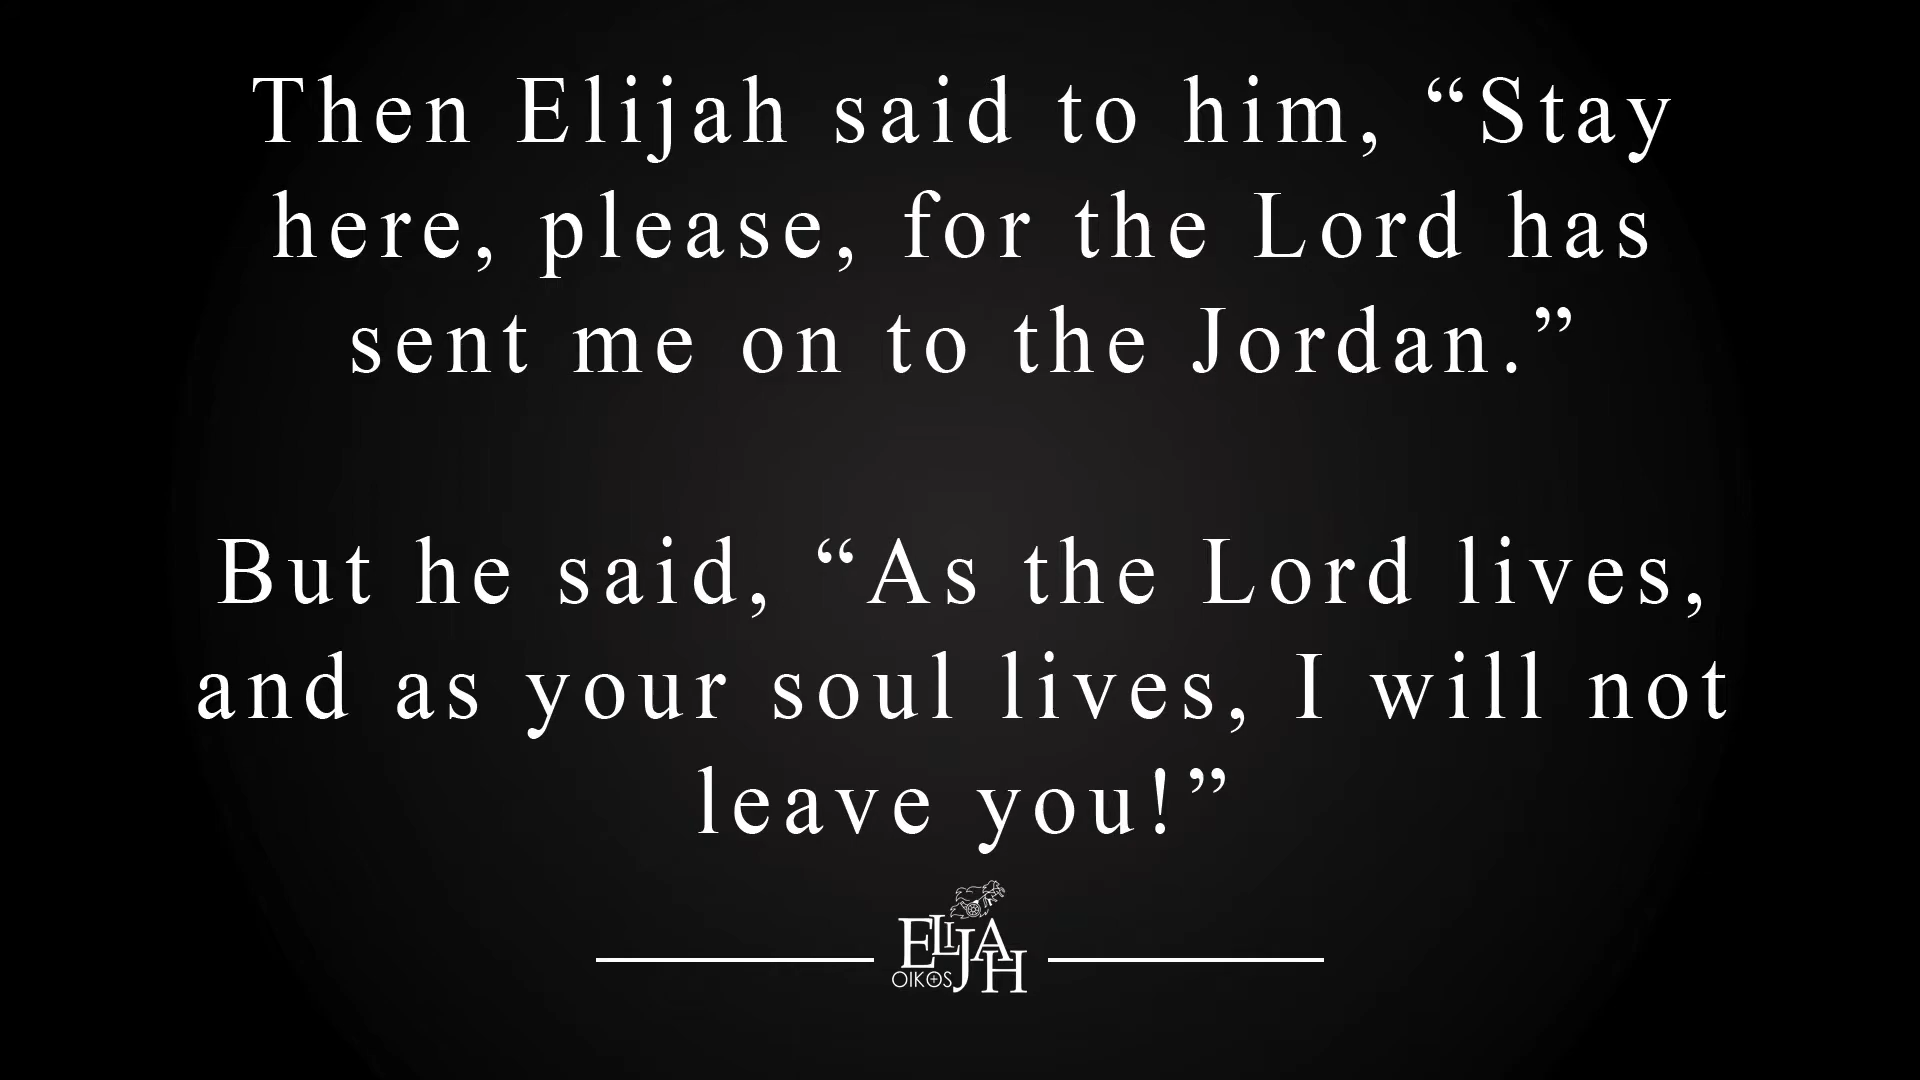 Then Elijah said to him, “Stay
here, please, for the Lord has
sent me on to the Jordan.”
But he said, “As the Lord lives,
and as your soul lives, I will not
leave you!”
ELIJAH
OIKOS